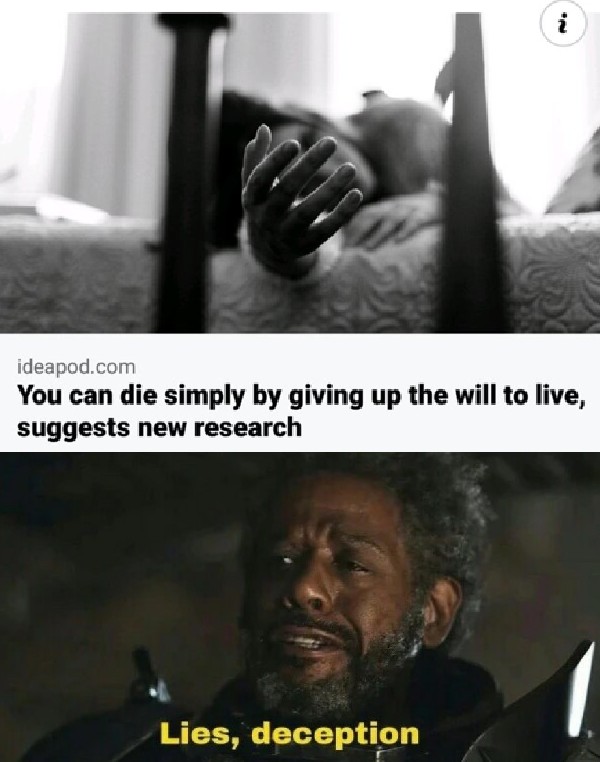 i
ideapod.com
You can die simply by giving up the will to live,
suggests new research
Lies, deception